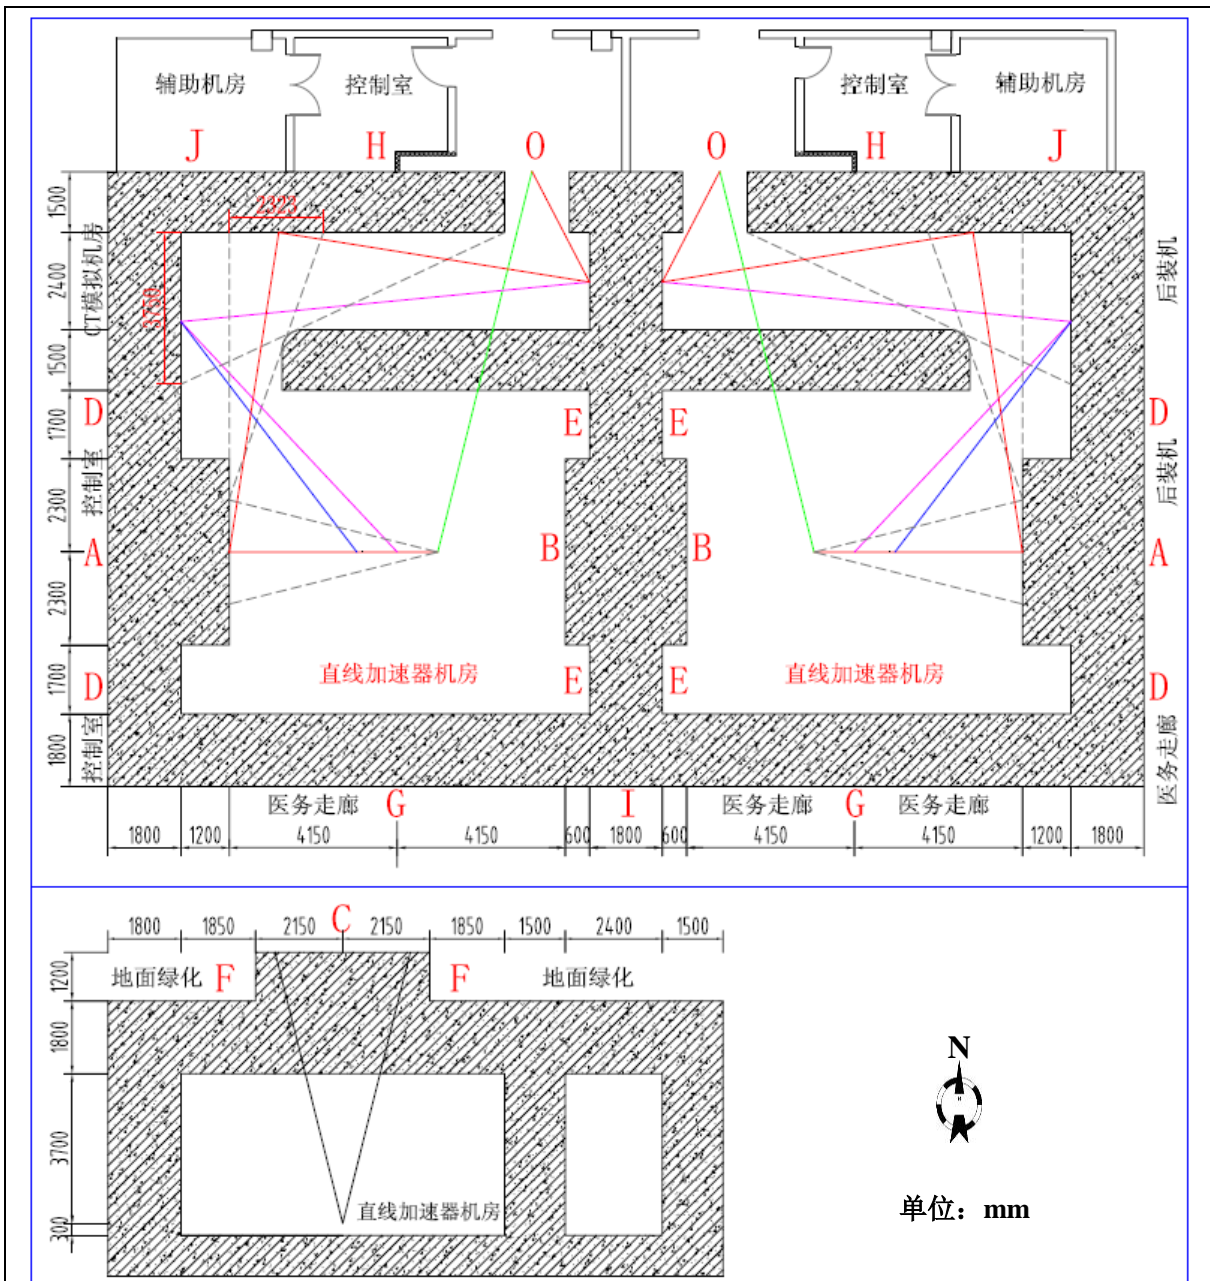 辅助机房
控制室
控制室
辅助机房
J
H
O
O
H
J
1500
2323
CT模拟机房
2400
3750
后装机
1500
D
1700
E
E
D
控制室
后装机
2300
A
B
B
A
2300
D
1700
直线加速器机房
E
E
直线加速器机房
D
控制室
1800
医务走廊
医务走廊
G
I
医务走廊
G
医务走廊
1800
1200
4150
4150
600
1800
600
4150
4150
1200
1800
C
1800
1850
2150
2150
1850
1500
2400
1500
1200
地面绿化
F
F
地面绿化
1800
3700
N
直线加速器机房
300
单位：mm